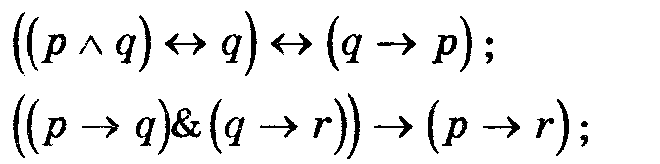 ((p ∧ q) ↔ q) ↔ (q → p) ;
((p → q)&(q → r)) → (p → r) ;